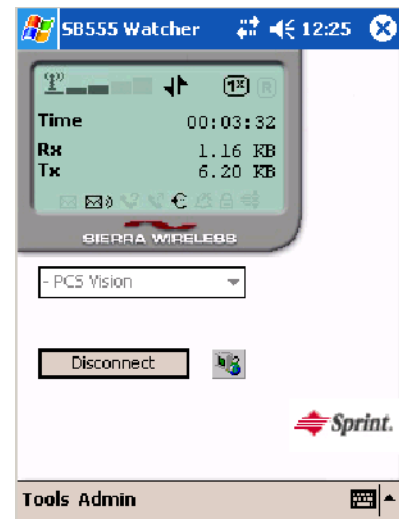 SB555 Watcher 12:25
1X R
Time 00:03:32
Rx 1.16 KB
Tx 6.20 KB
SIERRA WIRELESS
- PCS Vision
Disconnect
Sprint.
Tools Admin